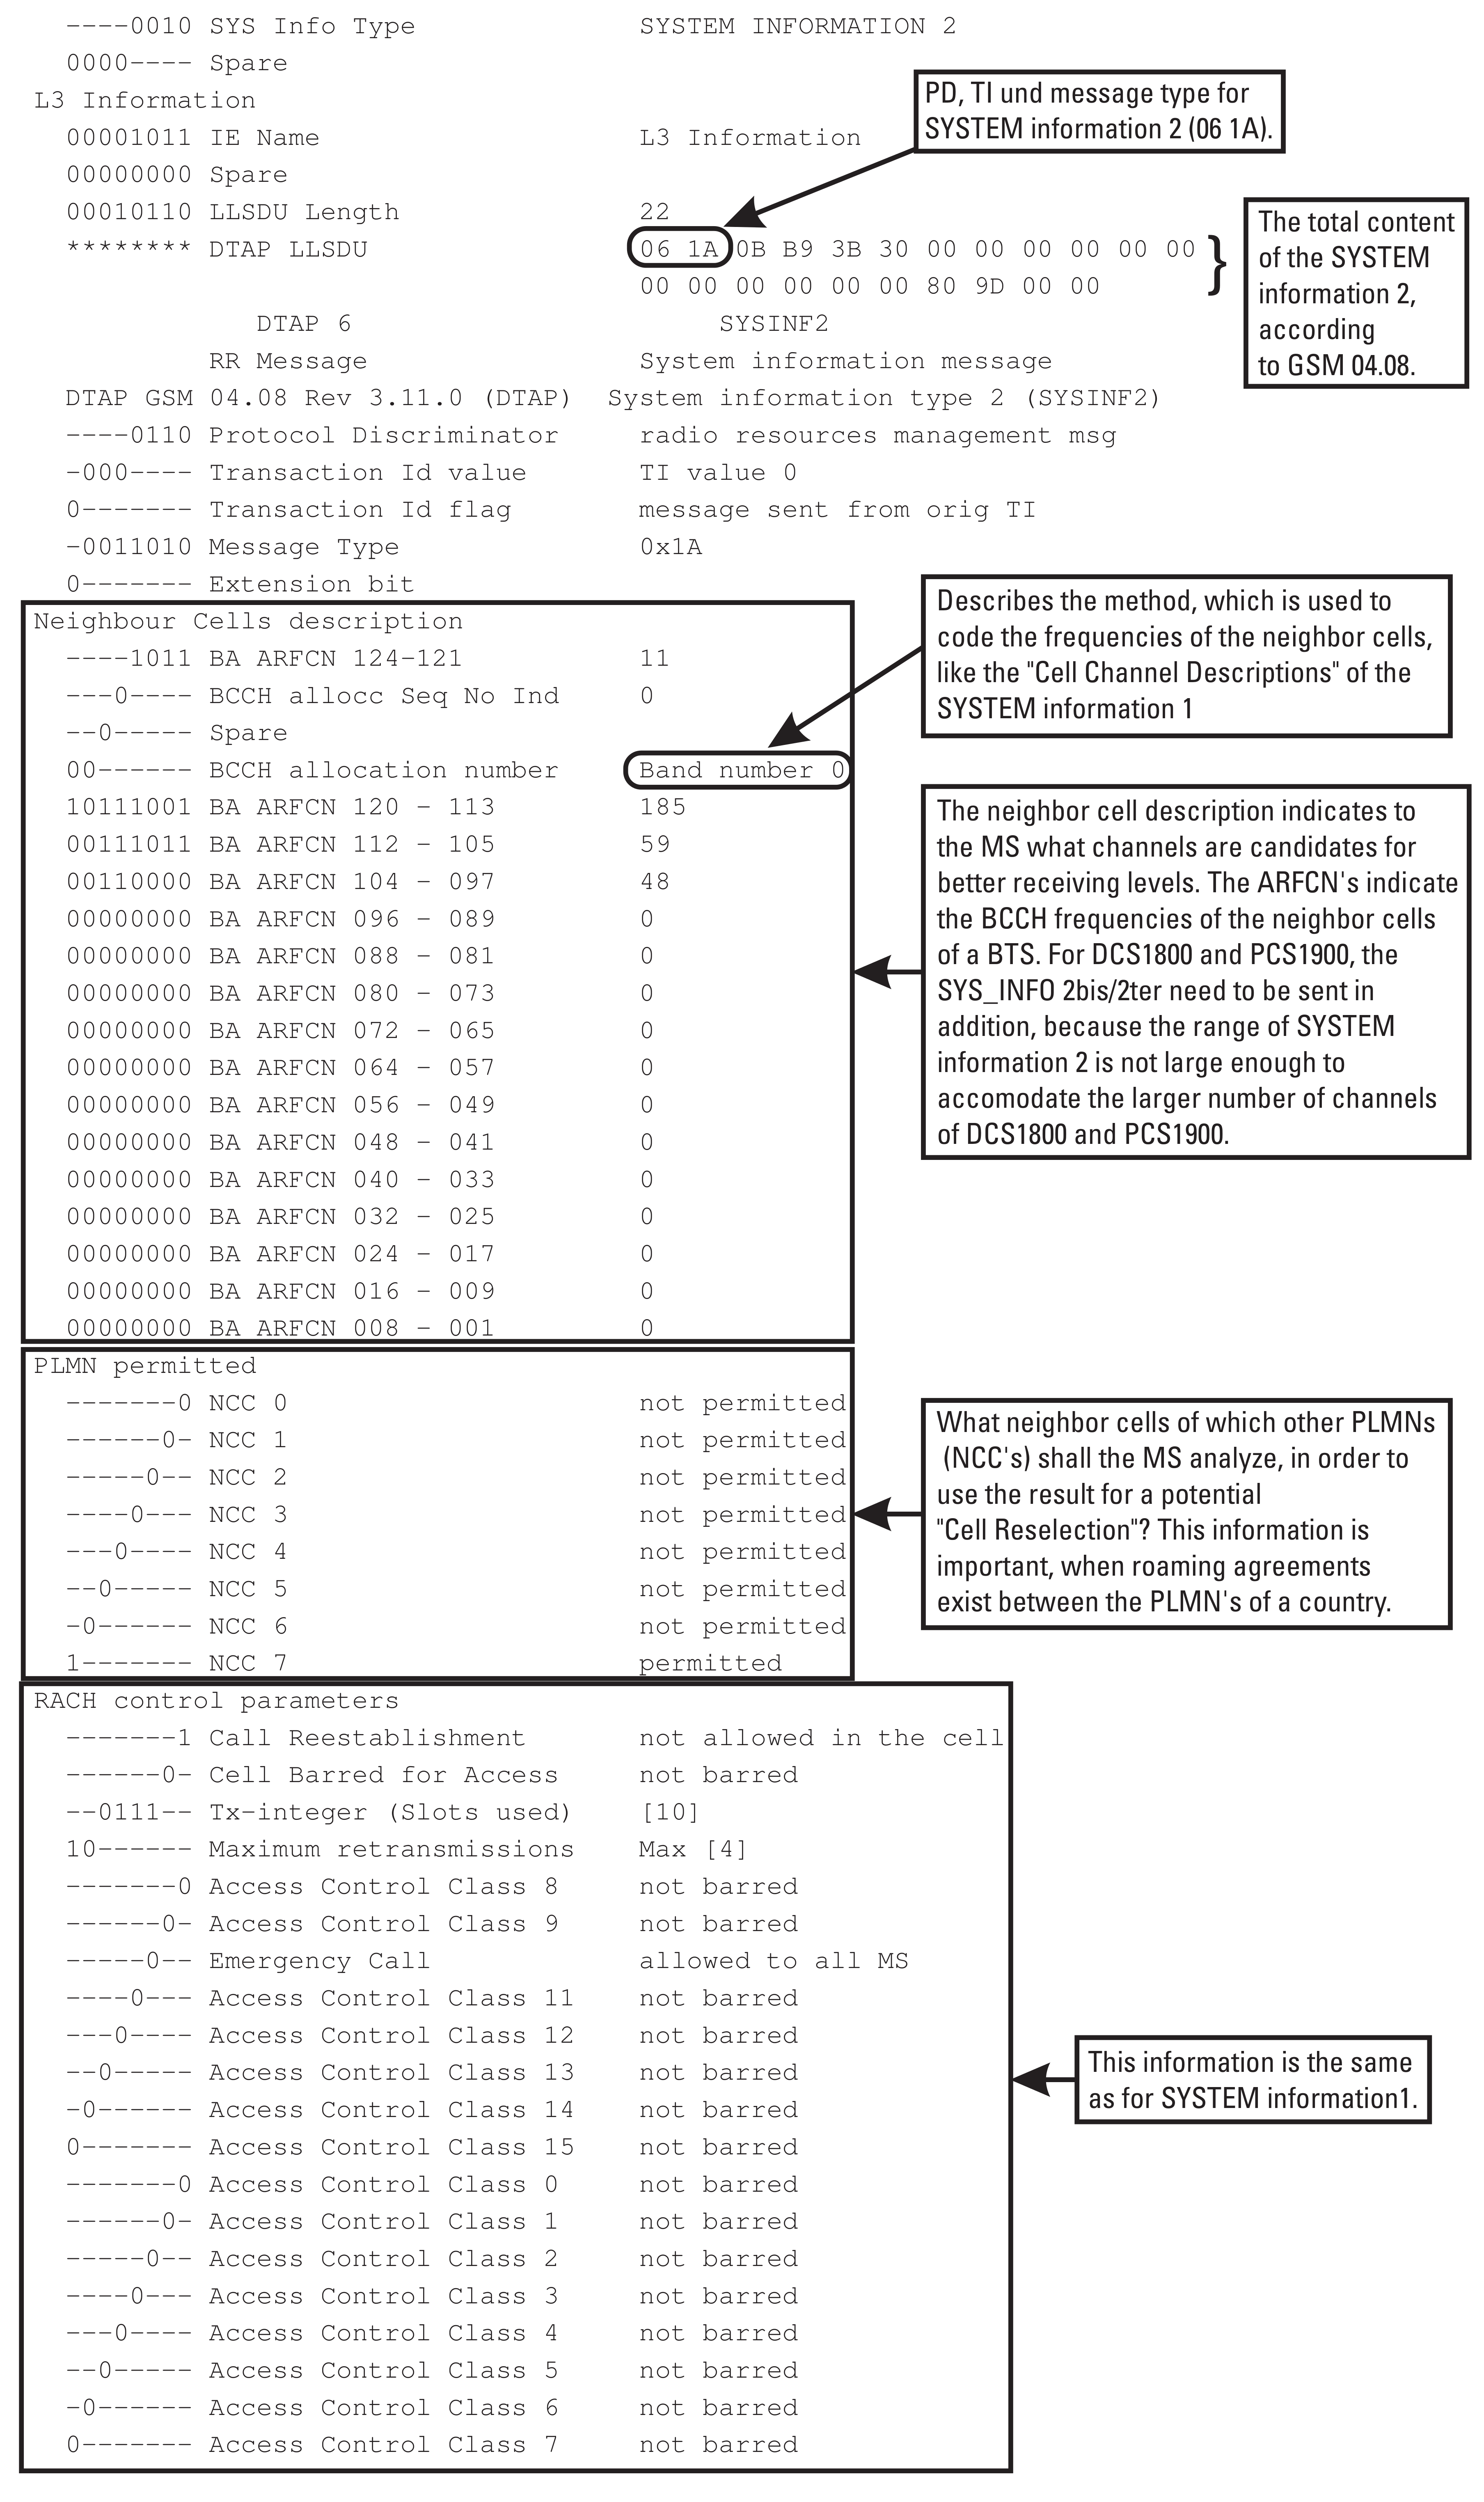 ----0010 SYS Info Type SYSTEM INFORMATION 2
0000---- Spare
L3 Information
00001011 IE Name L3 Information
00000000 Spare
00010110 LLSDU Length 22
******** DTAP LLSDU 06 1A 0B B9 3B 30 00 00 00 00 00 00 }
00 00 00 00 00 00 80 9D 00 00
DTAP 6 SYSINF2
RR Message System information message
DTAP GSM 04.08 Rev 3.11.0 (DTAP) System information type 2 (SYSINF2)
----0110 Protocol Discriminator radio resources management msg
-000---- Transaction Id value TI value 0
0------- Transaction Id flag message sent from orig TI
-0011010 Message Type 0x1A
0------- Extension bit
PD, TI und message type for
SYSTEM information 2 (06 1A).
The total content
of the SYSTEM
information 2,
according
to GSM 04.08.
Neighbour Cells description
----1011 BA ARFCN 124-121 11
---0---- BCCH allocc Seq No Ind 0
--0----- Spare
00------ BCCH allocation number Band number 0
10111001 BA ARFCN 120 - 113 185
00111011 BA ARFCN 112 - 105 59
00110000 BA ARFCN 104 - 097 48
00000000 BA ARFCN 096 - 089 0
00000000 BA ARFCN 088 - 081 0
00000000 BA ARFCN 080 - 073 0
00000000 BA ARFCN 072 - 065 0
00000000 BA ARFCN 064 - 057 0
00000000 BA ARFCN 056 - 049 0
00000000 BA ARFCN 048 - 041 0
00000000 BA ARFCN 040 - 033 0
00000000 BA ARFCN 032 - 025 0
00000000 BA ARFCN 024 - 017 0
00000000 BA ARFCN 016 - 009 0
00000000 BA ARFCN 008 - 001 0
Describes the method, which is used to
code the frequencies of the neighbor cells,
like the "Cell Channel Descriptions" of the
SYSTEM information 1
The neighbor cell description indicates to
the MS what channels are candidates for
better receiving levels. The ARFCN's indicate
the BCCH frequencies of the neighbor cells
of a BTS. For DCS1800 and PCS1900, the
SYS_INFO 2bis/2ter need to be sent in
addition, because the range of SYSTEM
information 2 is not large enough to
accomodate the larger number of channels
of DCS1800 and PCS1900.
PLMN permitted
-------0 NCC 0 not permitted
------0- NCC 1 not permitted
-----0-- NCC 2 not permitted
----0--- NCC 3 not permitted
---0---- NCC 4 not permitted
--0----- NCC 5 not permitted
-0------ NCC 6 not permitted
1------- NCC 7 permitted
What neighbor cells of which other PLMNs
(NCC's) shall the MS analyze, in order to
use the result for a potential
"Cell Reselection"? This information is
important, when roaming agreements
exist between the PLMN's of a country.
RACH control parameters
-------1 Call Reestablishment not allowed in the cell
------0- Cell Barred for Access not barred
--0111-- Tx-integer (Slots used) [10]
10------ Maximum retransmissions Max [4]
-------0 Access Control Class 8 not barred
------0- Access Control Class 9 not barred
-----0-- Emergency Call allowed to all MS
----0--- Access Control Class 11 not barred
---0---- Access Control Class 12 not barred
--0----- Access Control Class 13 not barred
-0------ Access Control Class 14 not barred
0------- Access Control Class 15 not barred
-------0 Access Control Class 0 not barred
------0- Access Control Class 1 not barred
-----0-- Access Control Class 2 not barred
----0--- Access Control Class 3 not barred
---0---- Access Control Class 4 not barred
--0----- Access Control Class 5 not barred
-0------ Access Control Class 6 not barred
0------- Access Control Class 7 not barred
This information is the same
as for SYSTEM information1.